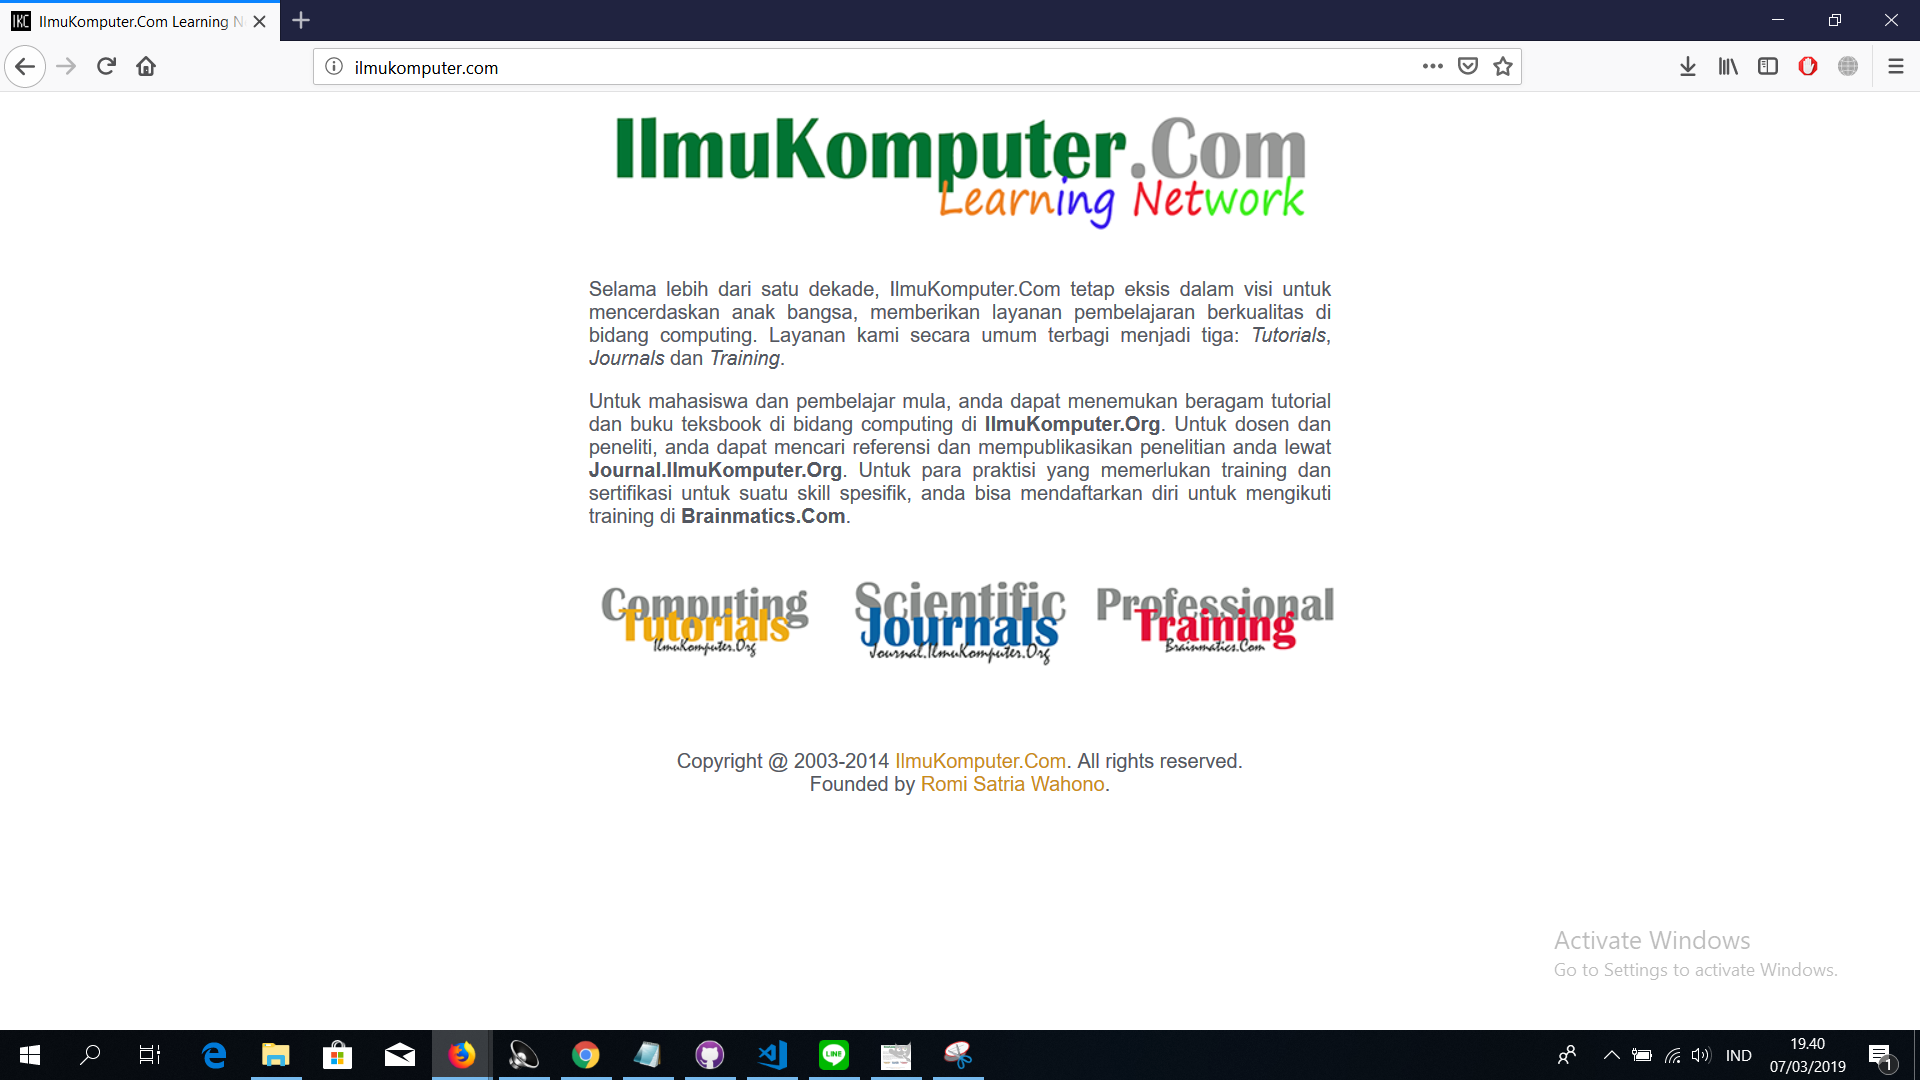 IKC IlmuKomputer.Com Learning N
ilmukomputer.com
IlmuKomputer.Com
Learning Network
Selama lebih dari satu dekade, IlmuKomputer.Com tetap eksis dalam visi untuk
mencerdaskan anak bangsa, memberikan layanan pembelajaran berkualitas di
bidang computing. Layanan kami secara umum terbagi menjadi tiga: Tutorials,
Journals dan Training.
Untuk mahasiswa dan pembelajar mula, anda dapat menemukan beragam tutorial
dan buku teksbook di bidang computing di IlmuKomputer.Org. Untuk dosen dan
peneliti, anda dapat mencari referensi dan mempublikasikan penelitian anda lewat
Journal.IlmuKomputer.Org. Untuk para praktisi yang memerlukan training dan
sertifikasi untuk suatu skill spesifik, anda bisa mendaftarkan diri untuk mengikuti
training di Brainmatics.Com.
Computing Tutorials IlmuKomputer.Org
Scientific Journals Journal.IlmuKomputer.Org
Professional Training Brainmatics.Com
Copyright @ 2003-2014 IlmuKomputer.Com. All rights reserved.
Founded by Romi Satria Wahono.
Activate Windows
Go to Settings to activate Windows.
LINE
IND
19.40
07/03/2019
1